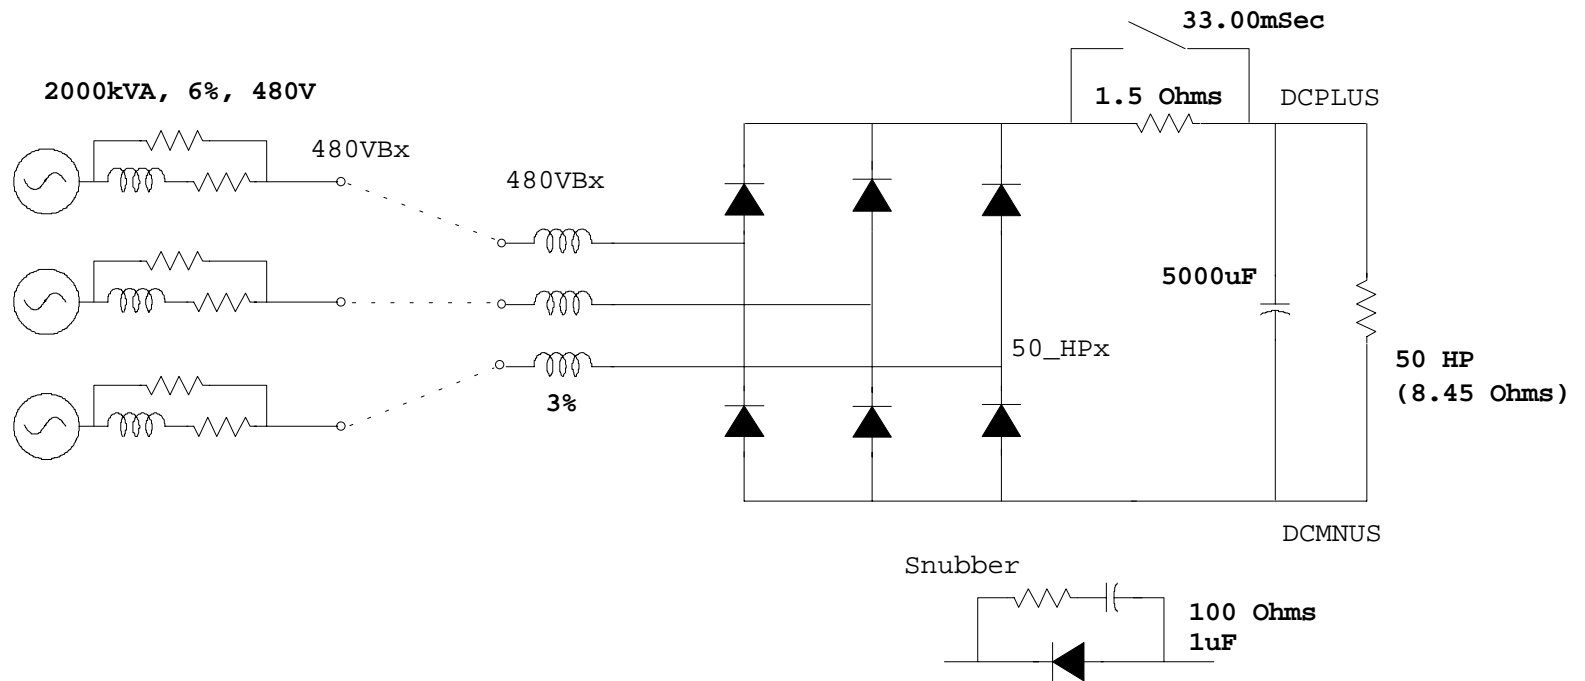 33.00mSec
2000kVA, 6%, 480V
1.5 Ohms
DCPLUS
480VBx
480VBx
5000uF
50_HPx
50 HP
(8.45 Ohms)
3%
DCMNUS
Snubber
100 Ohms
1uF